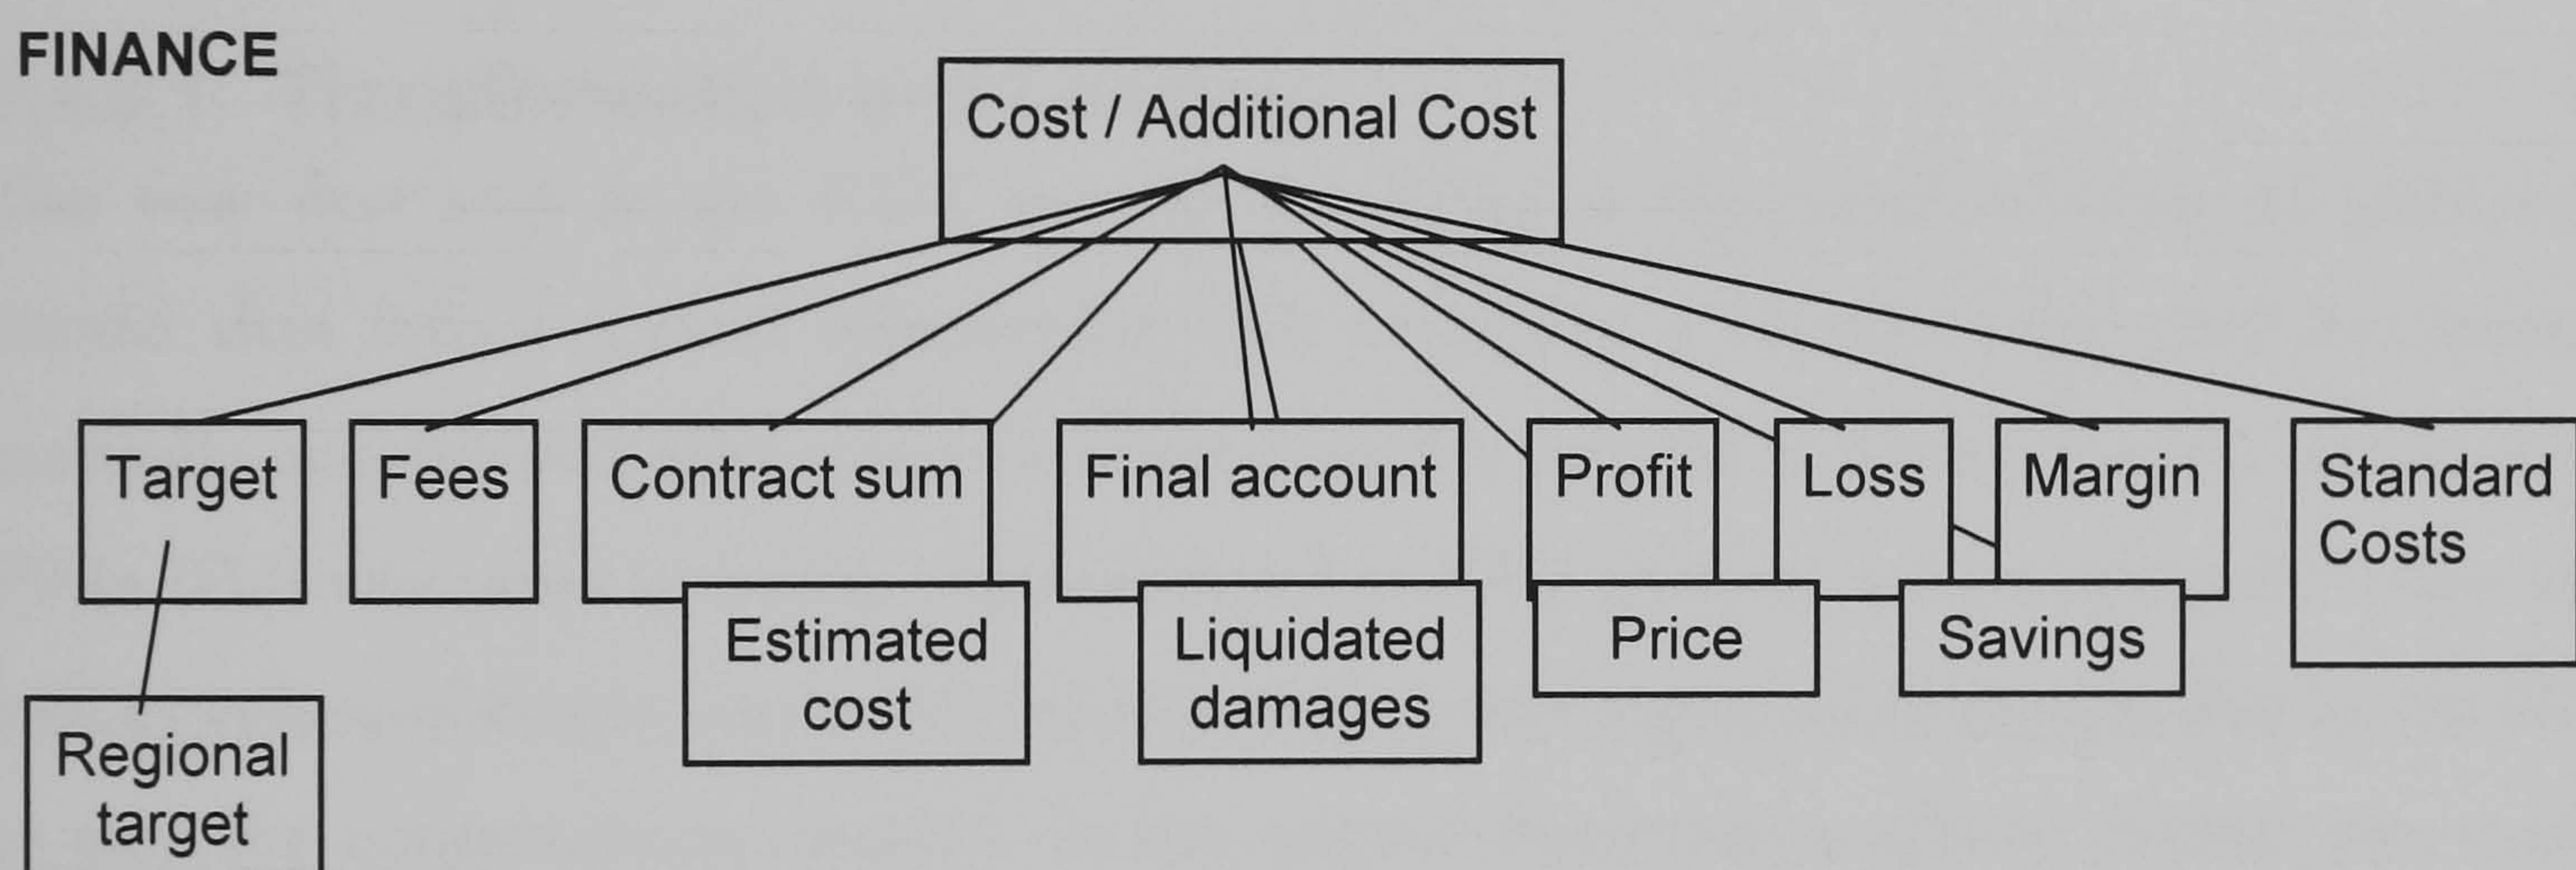 FINANCE
Cost / Additional Cost
Target
Fees
Contract sum
Final account
Profit
Loss
Margin
Standard
Costs
Estimated
cost
Liquidated
damages
Price
Savings
Regional
target